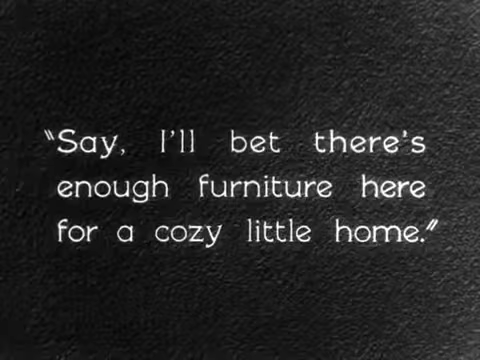 "Say, I'll bet there's
enough furniture here
for a cozy little home."